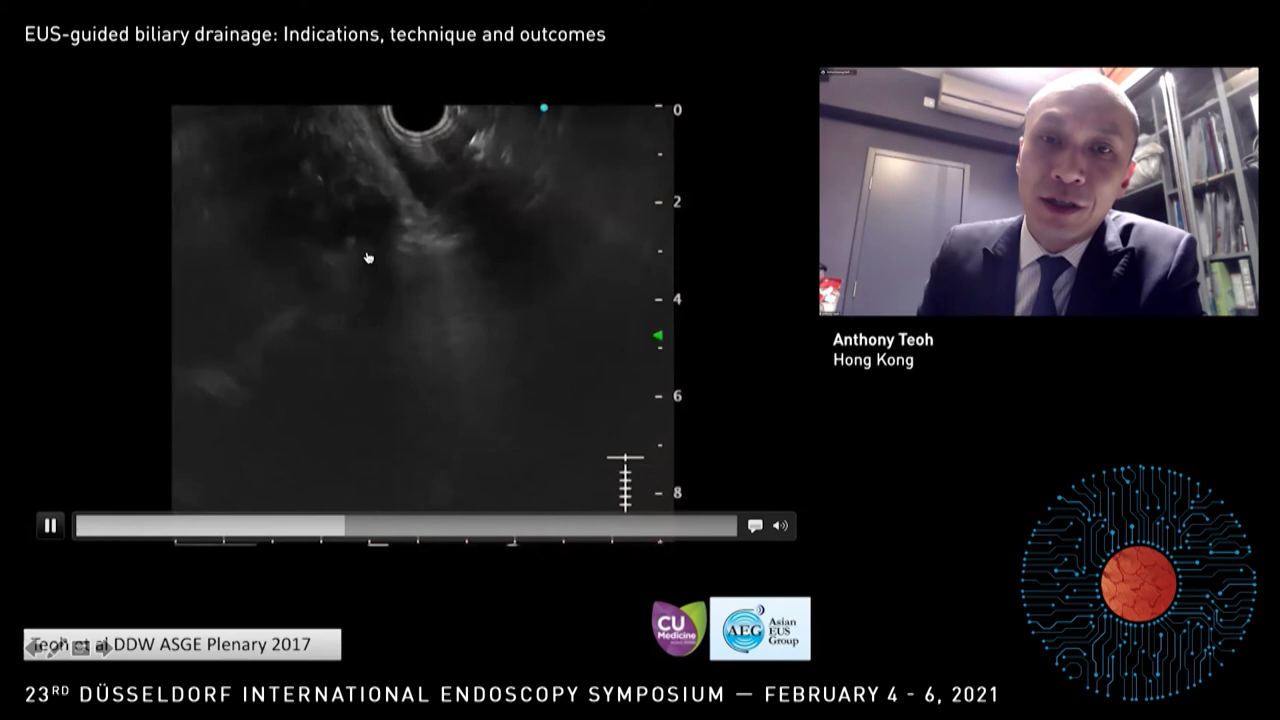 EUS-guided biliary drainage: Indications, technique and outcomes
0
2
4
6
8
Anthony Teoh
Hong Kong
CU
Medicine
AEG
Asian
EUS
Group
Teoh et al DDW ASGE Plenary 2017
23RD DÜSSELDORF INTERNATIONAL ENDOSCOPY SYMPOSIUM — FEBRUARY 4 - 6, 2021